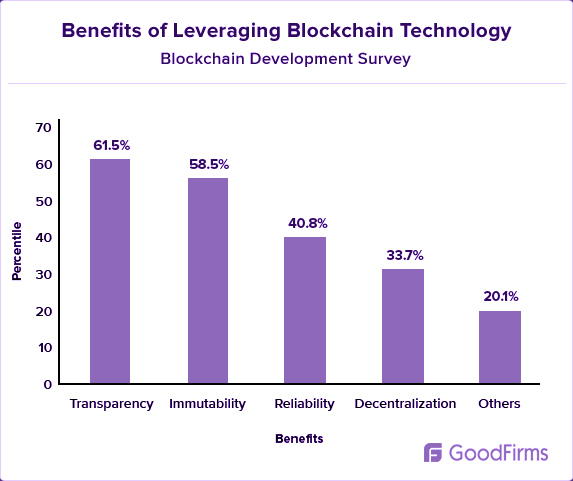 Benefits of Leveraging Blockchain Technology
Blockchain Development Survey
70
60
50
40
30
20
10
0
Percentile
61.5%
58.5%
40.8%
33.7%
20.1%
Transparency Immutability Reliability Decentralization Others
Benefits
GoodFirms